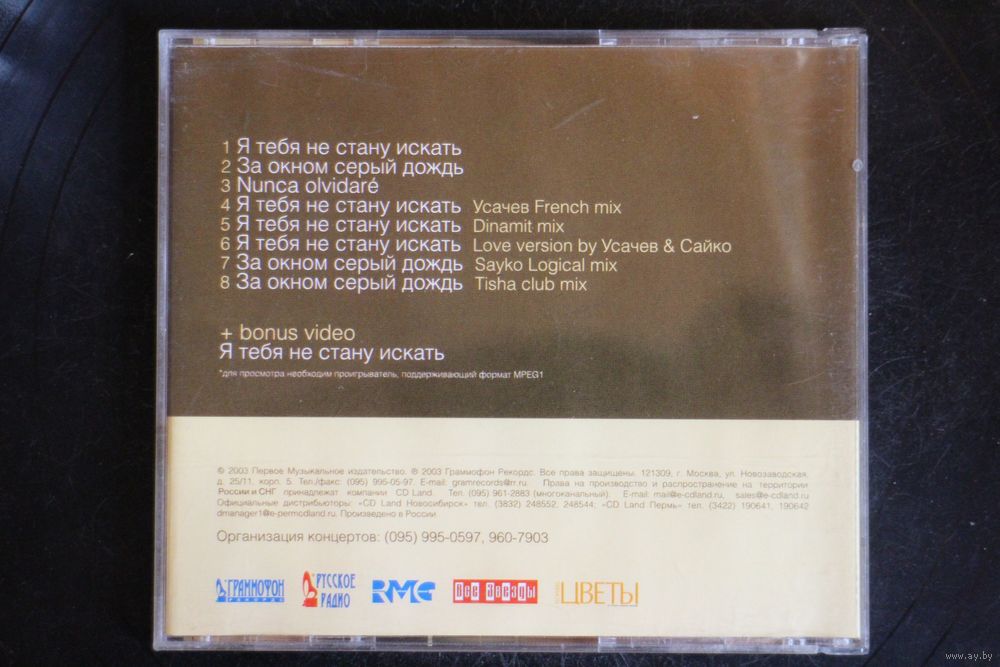 1 Я тебя не стану искать
2 За окном серый дождь
3 Nunca olvidaré
4 Я тебя не стану искать Усачев French mix
5 Я тебя не стану искать Dinamit mix
6 Я тебя не стану искать Love version by Усачев & Сайко
7 За окном серый дождь Sayko Logical mix
8 За окном серый дождь Tisha club mix
+ bonus video
Я тебя не стану искать
*для просмотра необходим проигрыватель, поддерживающий формат MPEG1
© 2003 Первое Музыкальное издательство. ℗ 2003 Граммофон Рекордс. Все права защищены. 121309, г. Москва, ул. Новозаводская,
д. 25/11, корп. 5. Тел./факс: (095) 995-05-97. E-mail: gramrecords@rr.ru. Права на производство и распространение на территории
России и СНГ принадлежат компании CD Land. Тел. (095) 961-2883 (многоканальный). E-mail: mail@e-cdland.ru, sales@e-cdland.ru
Официальные дистрибьюторы: «CD Land Новосибирск» тел. (3832) 248552, 248544; «CD Land Пермь» тел. (3422) 190641, 190642
dmanager1@e-permcdland.ru. Произведено в России
Организация концертов: (095) 995-0597, 960-7903
ГРАММОФОН РЕКОРДС
РУССКОЕ РАДИО
RMG
Все Звезды
ЦВЕТЫ
www.ay.by